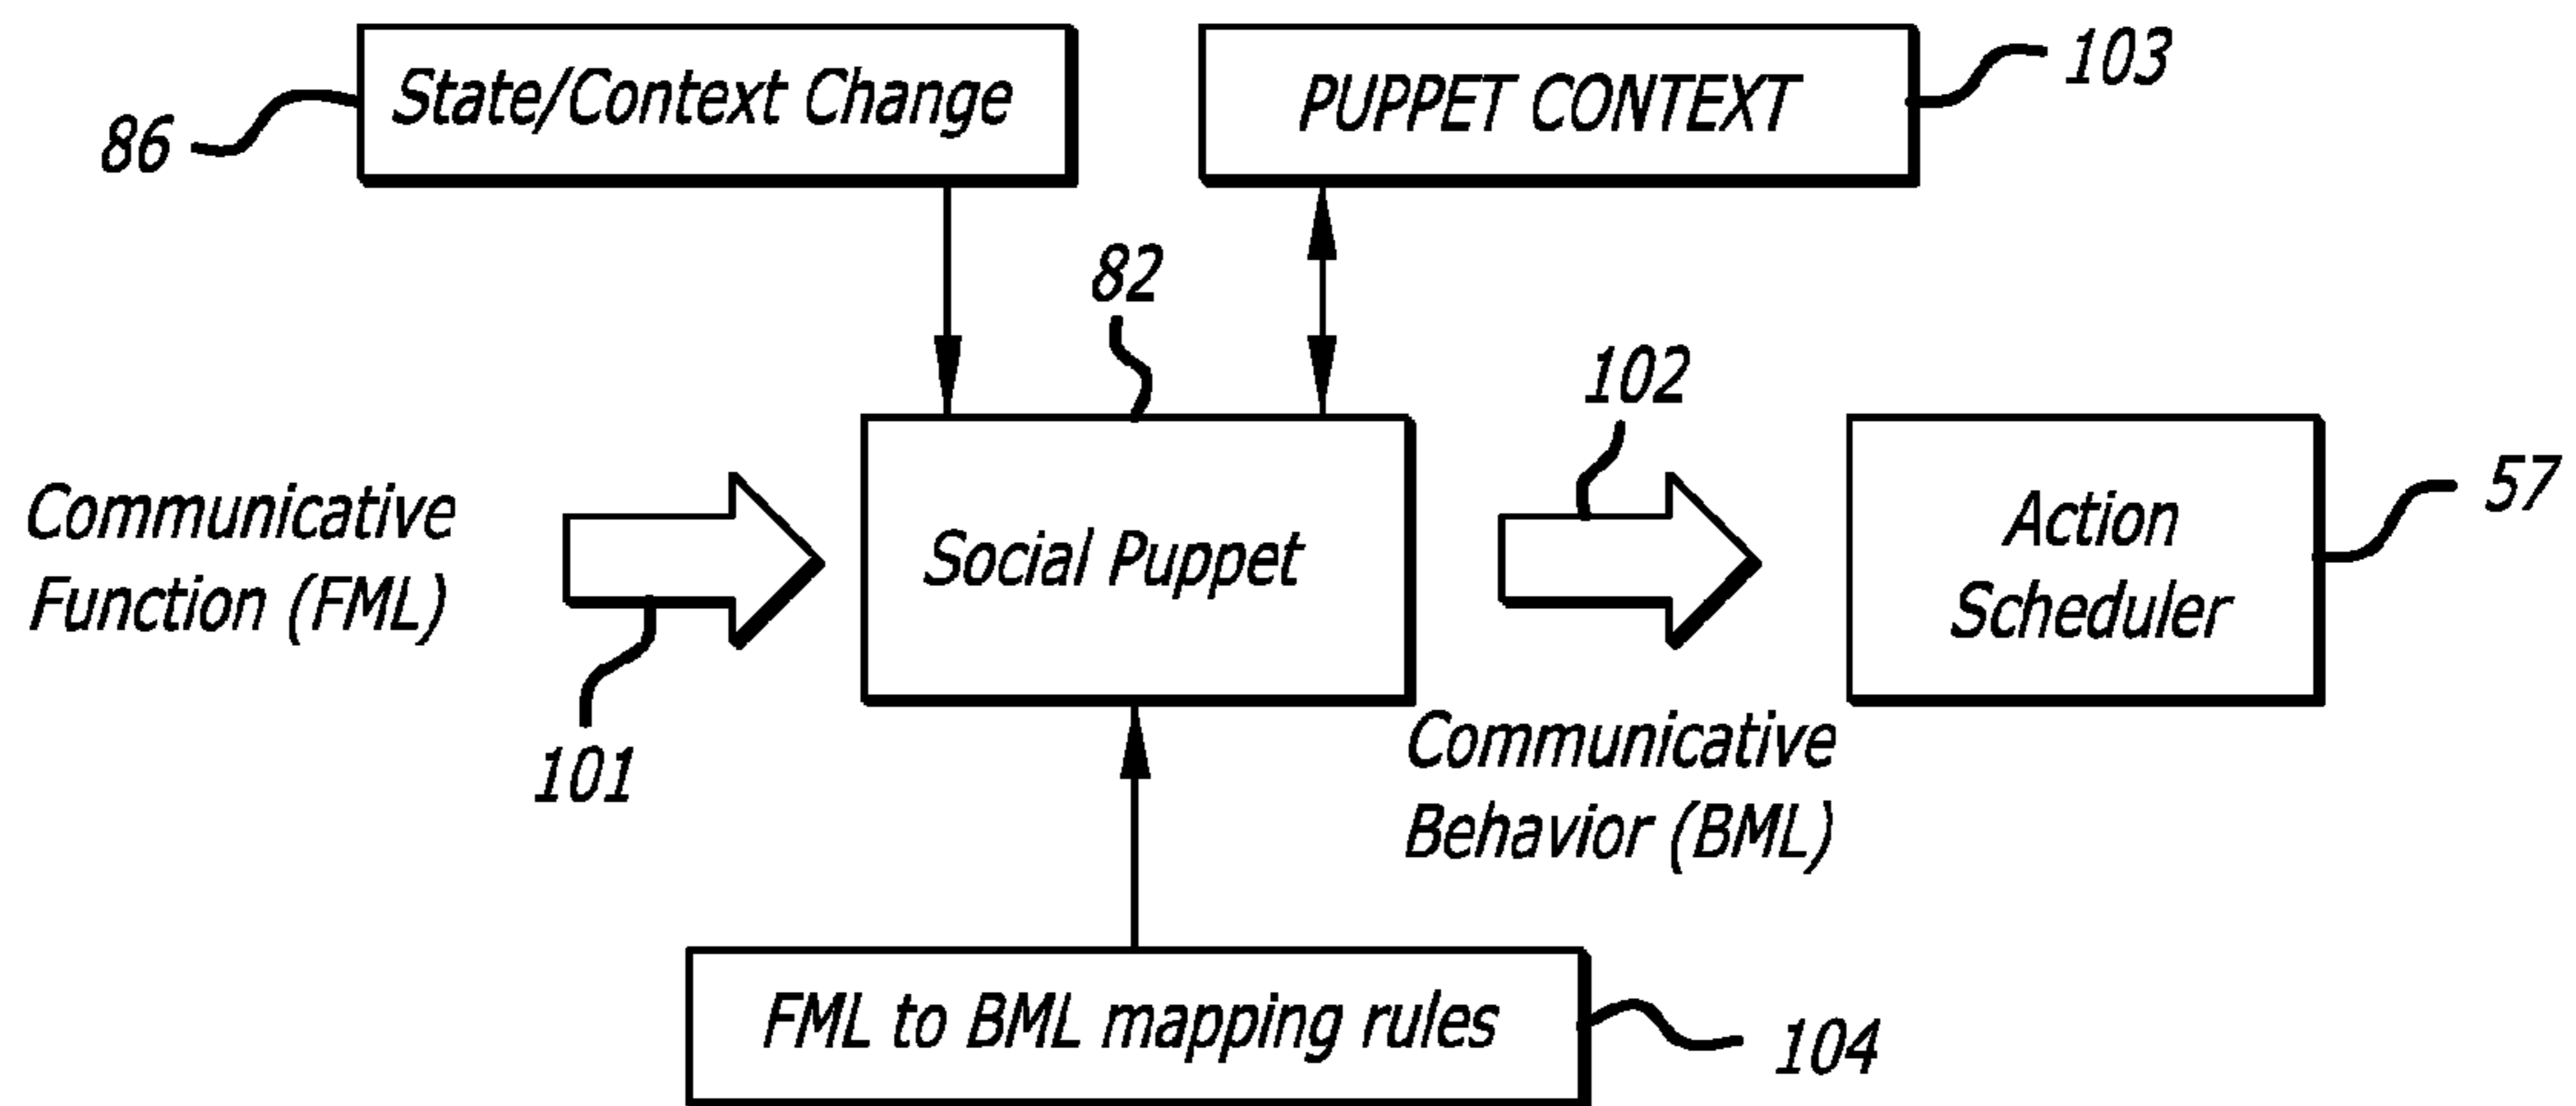 State/Context Change
PUPPET CONTEXT
103
86
82
102
Communicative
Function (FML)
Social Puppet
Action
Scheduler
57
101
Communicative
Behavior (BML)
FML to BML mapping rules
104